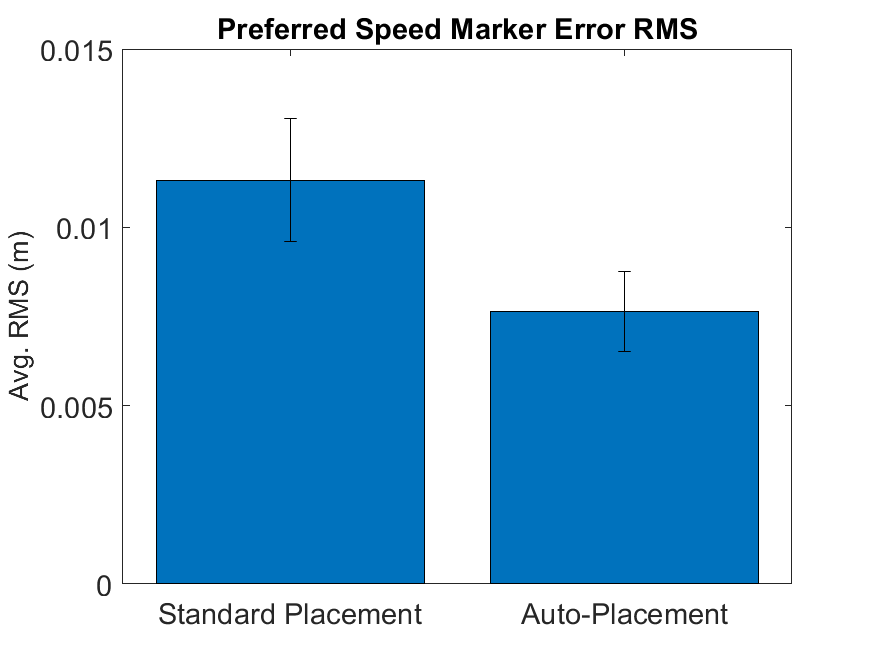 Preferred Speed Marker Error RMS
0.015
0.01
0.005
0
Avg. RMS (m)
Standard Placement
Auto-Placement